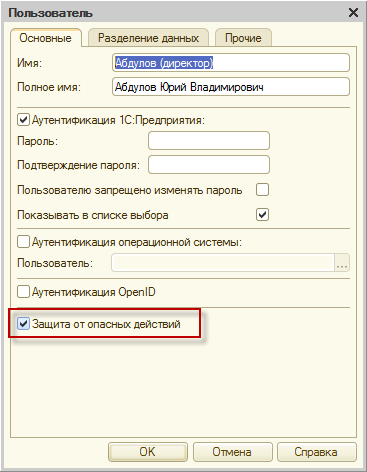 Пользователь
Основные
Разделение данных
Прочие
Имя: Абдулов (директор)
Полное имя: Абдулов Юрий Владимирович
Аутентификация 1С:Предприятия:
Пароль:
Подтверждение пароля:
Пользователю запрещено изменять пароль
Показывать в списке выбора
Аутентификация операционной системы:
Пользователь: ...
Аутентификация OpenID
Защита от опасных действий
OK
Отмена
Справка